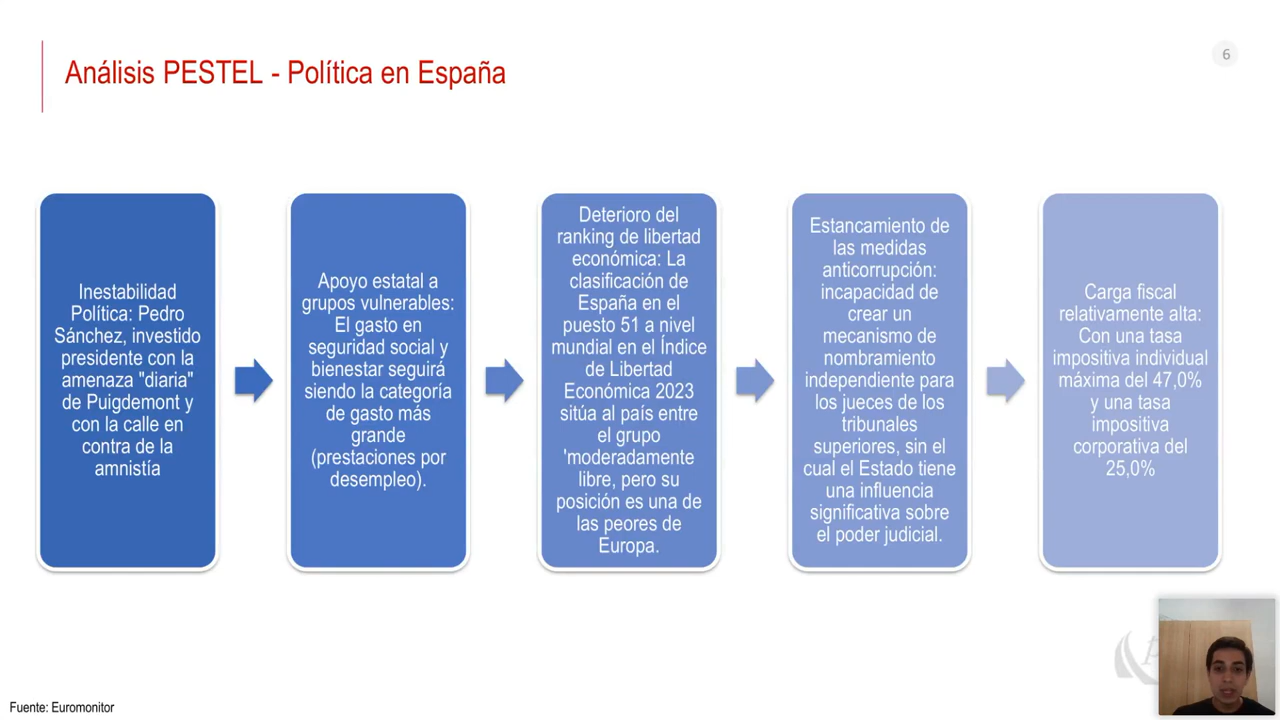 Análisis PESTEL - Política en España
6
Inestabilidad
Política: Pedro
Sánchez, investido
presidente con la
amenaza "diaria"
de Puigdemont y
con la calle en
contra de la
amnistía
Apoyo estatal a
grupos vulnerables:
El gasto en
seguridad social y
bienestar seguirá
siendo la categoría
de gasto más
grande
(prestaciones por
desempleo).
Deterioro del
ranking de libertad
económica: La
clasificación de
España en el
puesto 51 a nivel
mundial en el Índice
de Libertad
Económica 2023
sitúa al país entre
el grupo
'moderadamente
libre, pero su
posición es una de
las peores de
Europa.
Estancamiento de
las medidas
anticorrupción:
incapacidad de
crear un
mecanismo de
nombramiento
independiente para
los jueces de los
tribunales
superiores, sin el
cual el Estado tiene
una influencia
significativa sobre
el poder judicial.
Carga fiscal
relativamente alta:
Con una tasa
impositiva individual
máxima del 47,0%
y una tasa
impositiva
corporativa del
25,0%
Fuente: Euromonitor